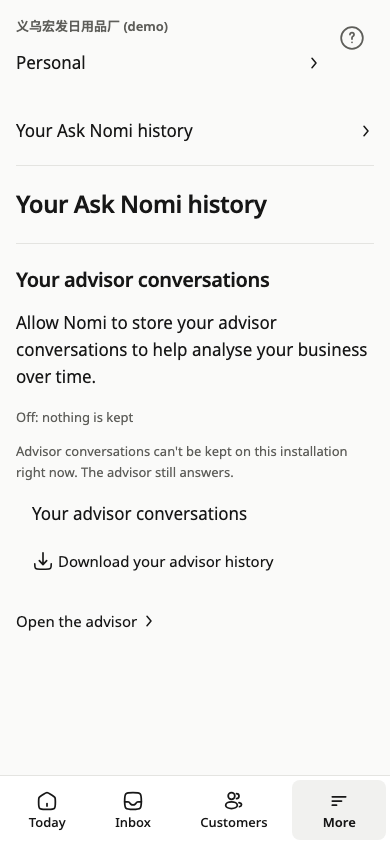 义乌宏发日用品厂 (demo)
Personal
Your Ask Nomi history
Your Ask Nomi history
Your advisor conversations
Allow Nomi to store your advisor
conversations to help analyse your business
over time.
Off: nothing is kept
Advisor conversations can't be kept on this installation
right now. The advisor still answers.
Your advisor conversations
Download your advisor history
Open the advisor
Today
Inbox
Customers
More